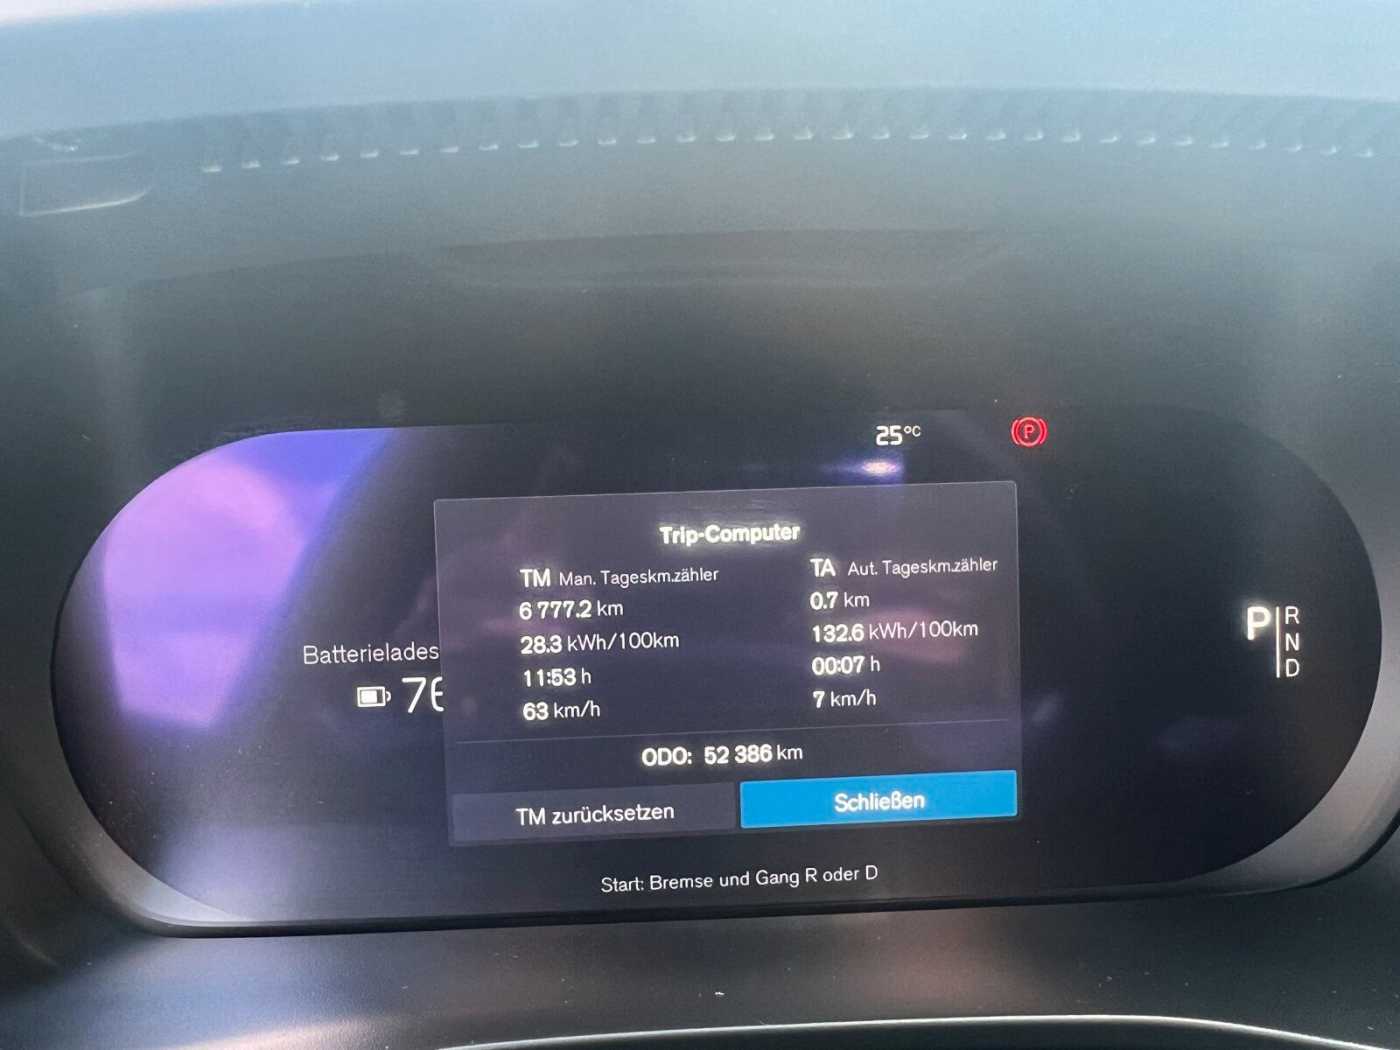 25°C
P
Trip-Computer
TM Man. Tageskm.zähler
6 777.2 km
28.3 kWh/100km
11:53 h
63 km/h
TA Aut. Tageskm.zähler
0.7 km
132.6 kWh/100km
00:07 h
7 km/h
Batterielades
76
P R
N
D
ODO: 52 386 km
TM zurücksetzen
Schließen
Start: Bremse und Gang R oder D